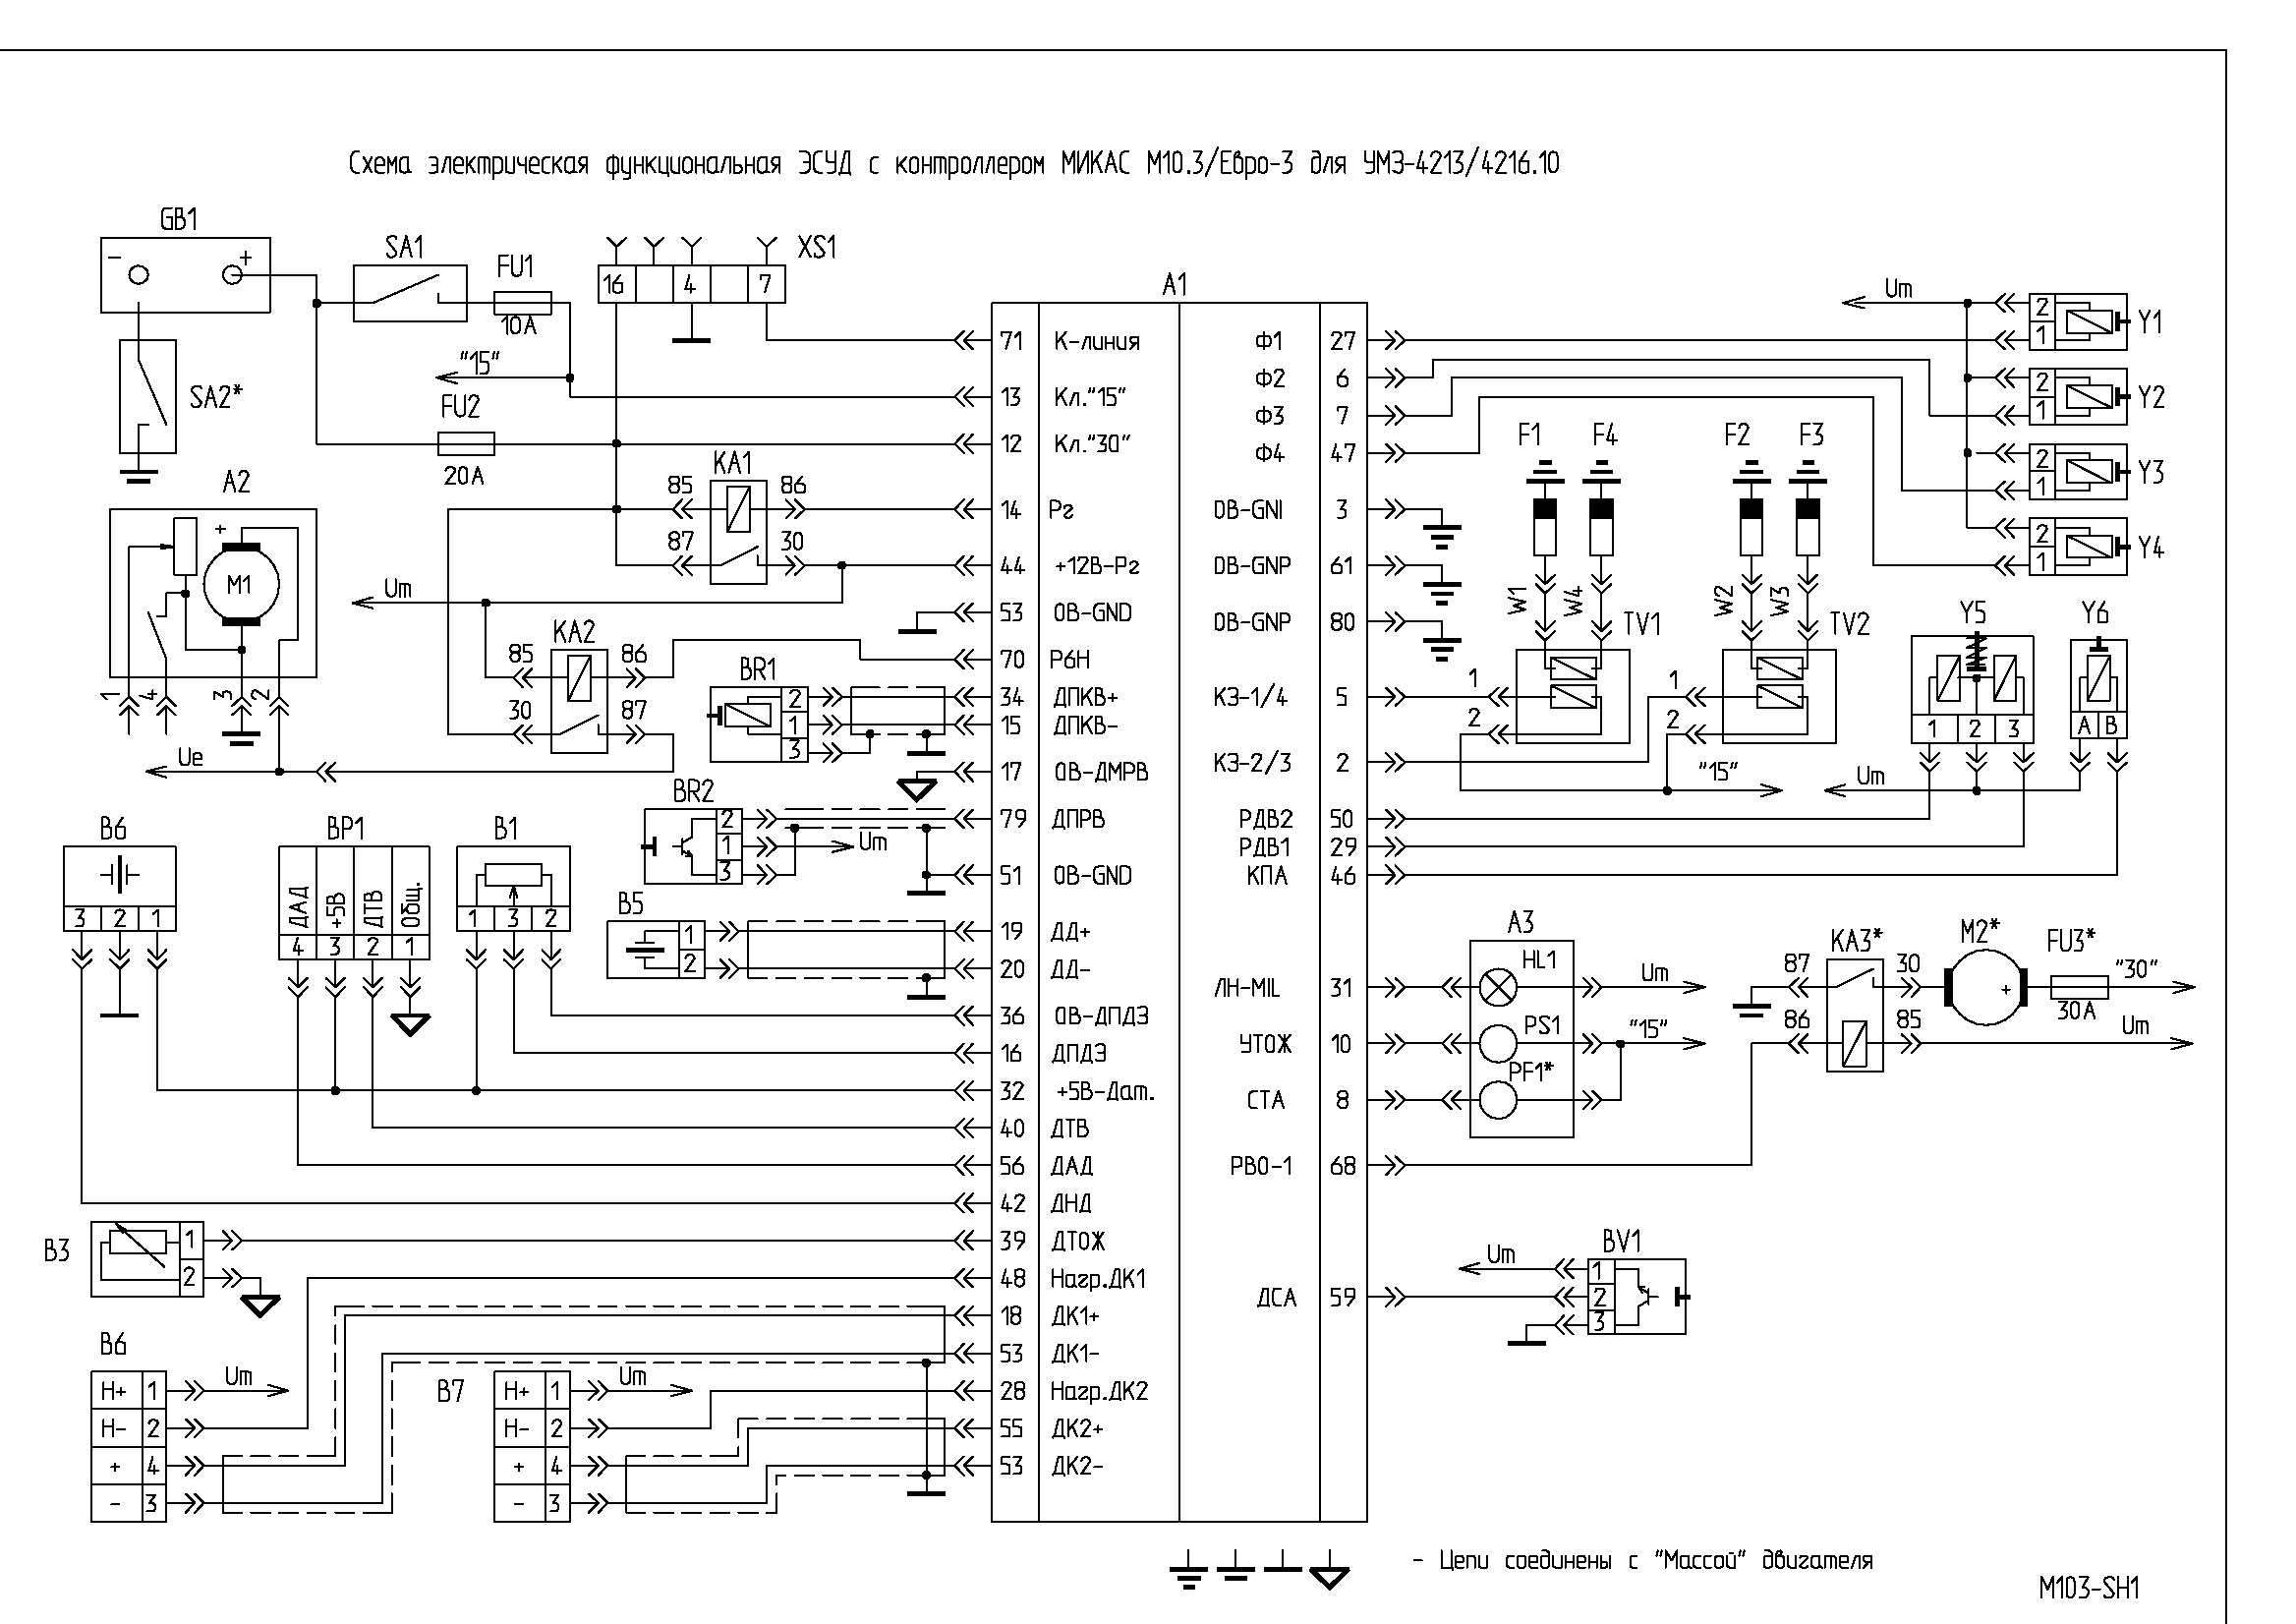 Схема электрическая функциональная ЭСУД с контроллером МИКАС М10.3/Евро-3 для УМЗ-4213/4216.10
GB1
- +
SA1
FU1
10А
XS1
16 4 7
A1
"15"
SA2*
FU2
20А
A2
+
М1
1 4 3 2
Ue
KA1
85 86
87 30
Um
KA2
85 86
30 87
BR1
2
1
3
BR2
2
1
3
Um
B5
1
2
B6
3 2 1
BP1
ДАД +5В ДТВ Общ.
4 3 2 1
B1
1 3 2
B3
1
2
B6
Н+ 1
Н- 2
+ 4
- 3
Um
B7
Н+ 1
Н- 2
+ 4
- 3
Um
71 К-линия
13 Кл."15"
12 Кл."30"
14 Рг
44 +12В-Рг
53 ОВ-GND
70 РБН
34 ДПКВ+
15 ДПКВ-
17 ОВ-ДМРВ
79 ДПРВ
51 ОВ-GND
19 ДД+
20 ДД-
36 ОВ-ДПДЗ
16 ДПДЗ
32 +5В-Дат.
40 ДТВ
56 ДАД
42 ДНД
39 ДТОЖ
48 Нагр.ДК1
18 ДК1+
53 ДК1-
28 Нагр.ДК2
55 ДК2+
53 ДК2-
Ф1 27
Ф2 6
Ф3 7
Ф4 47
ОВ-GNI 3
ОВ-GNP 61
ОВ-GNP 80
КЗ-1/4 5
КЗ-2/3 2
РДВ2 50
РДВ1 29
КПА 46
ЛН-MIL 31
УТОЖ 10
СТА 8
РВО-1 68
ДСА 59
Um
2
1
Y1
2
1
Y2
2
1
Y3
2
1
Y4
F1 F4 F2 F3
W1 W4 W2 W3
TV1 TV2
1
2
1
2
"15"
Y5
1 2 3
Y6
А В
Um
A3
HL1
Um
PS1
"15"
PF1*
KA3*
87 30
86 85
M2*
+
FU3*
30А
"30"
Um
BV1
Um
1
2
3
- Цепи соединены с "Массой" двигателя
М103-SH1